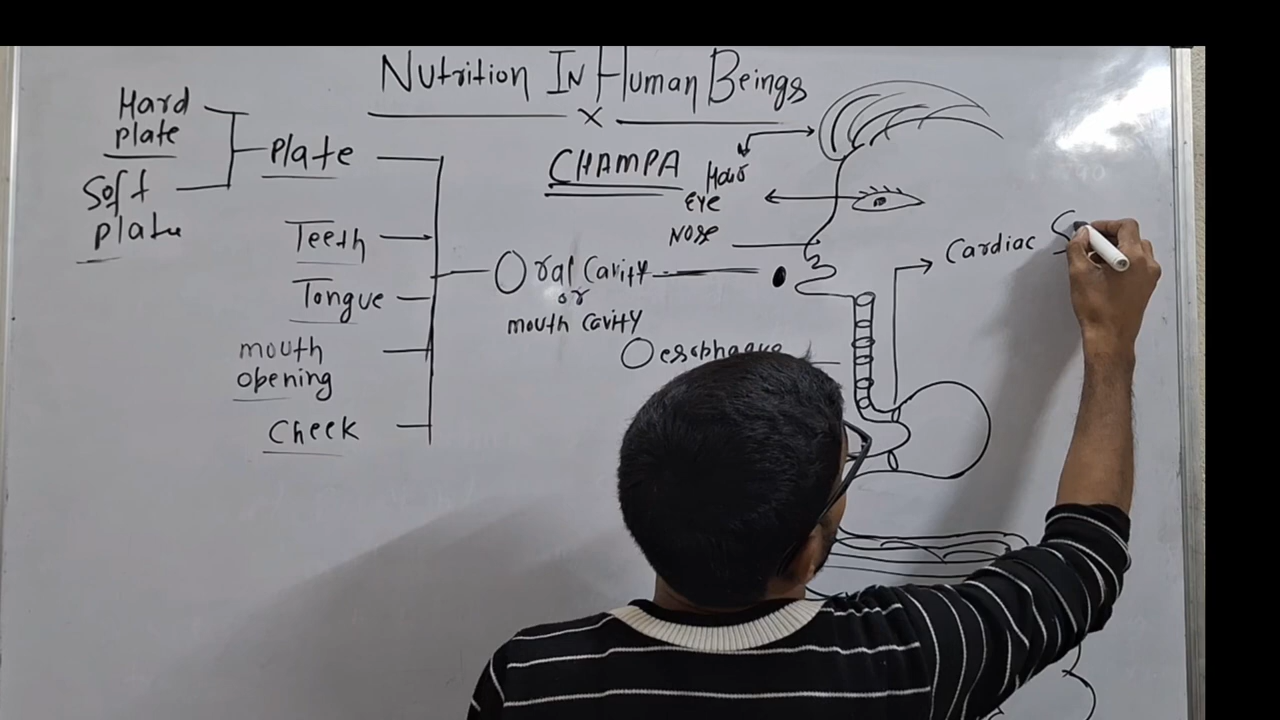 Nutrition In Human Beings
x
Hard
plate
Soft
plate
Plate
Teeth
Tongue
mouth
opening
Cheek
CHAMPA
Hair
EYE
NOSE
Oral Cavity
or
mouth cavity
Oesophague
Cardiac S